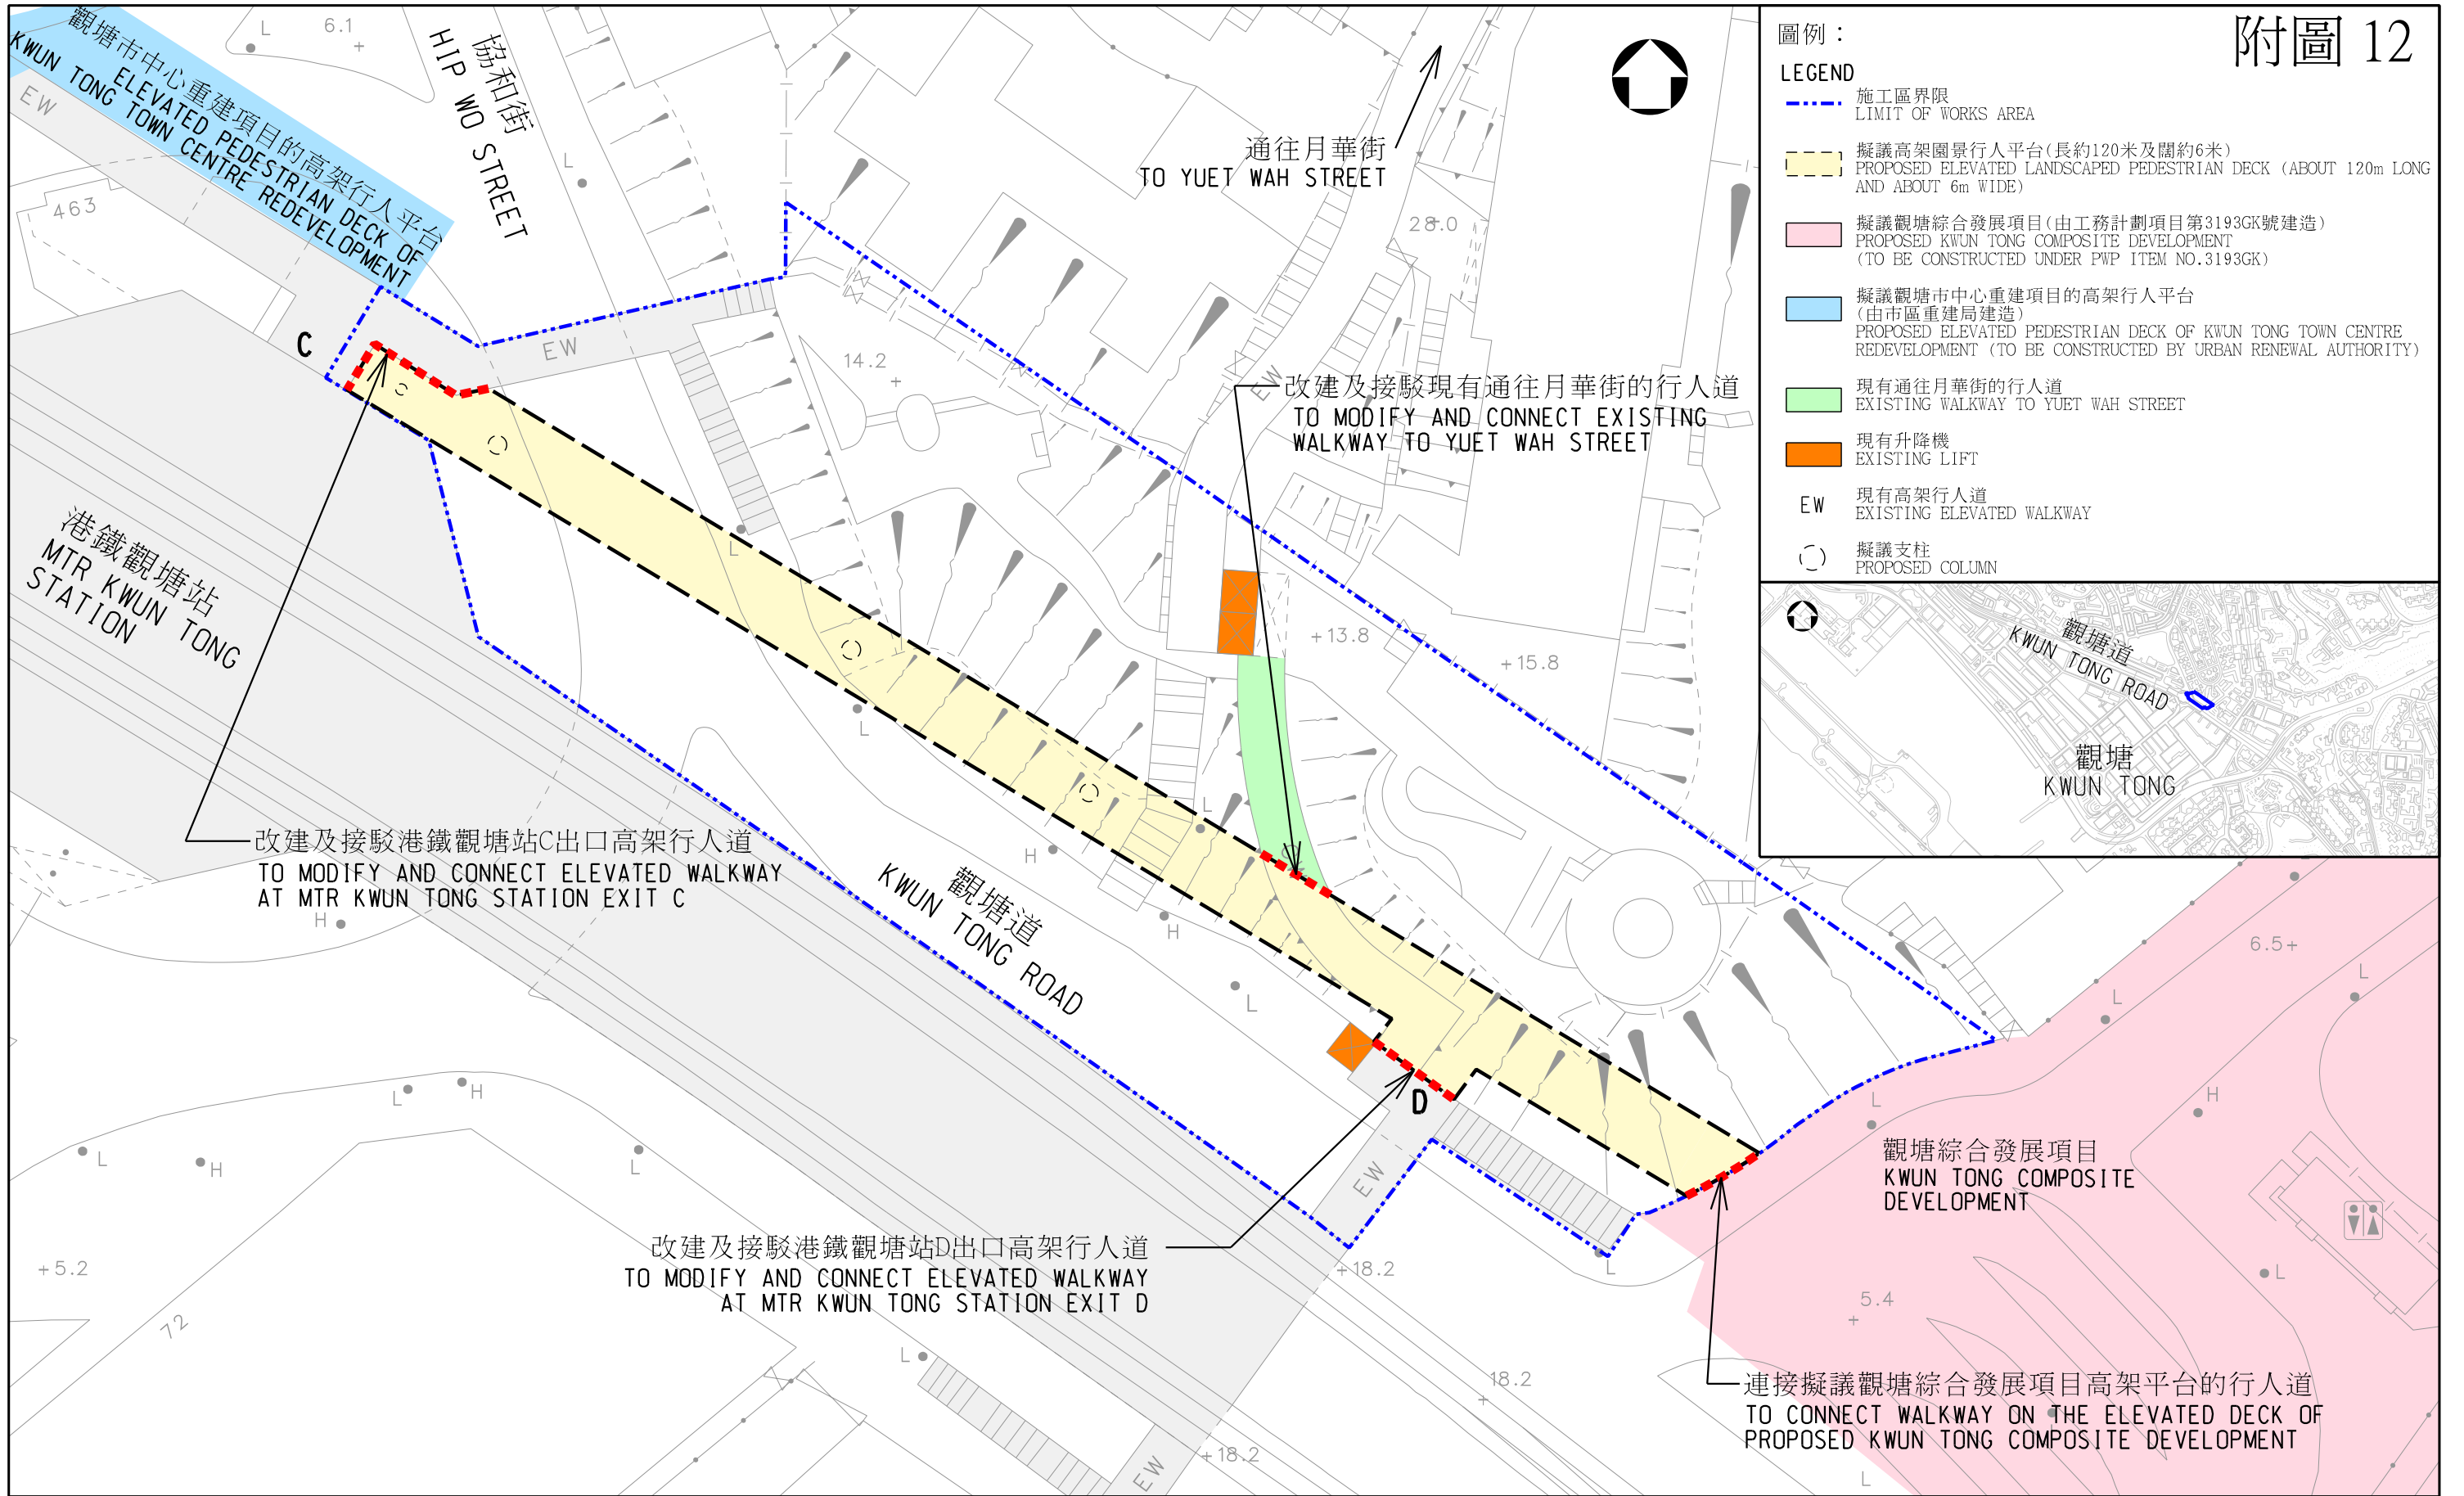 附圖 12
圖例：
LEGEND
施工區界限
LIMIT OF WORKS AREA
擬議高架園景行人平台(長約120米及闊約6米)
PROPOSED ELEVATED LANDSCAPED PEDESTRIAN DECK (ABOUT 120m LONG
AND ABOUT 6m WIDE)
擬議觀塘綜合發展項目(由工務計劃項目第3193GK號建造)
PROPOSED KWUN TONG COMPOSITE DEVELOPMENT
(TO BE CONSTRUCTED UNDER PWP ITEM NO.3193GK)
擬議觀塘市中心重建項目的高架行人平台
(由市區重建局建造)
PROPOSED ELEVATED PEDESTRIAN DECK OF KWUN TONG TOWN CENTRE
REDEVELOPMENT (TO BE CONSTRUCTED BY URBAN RENEWAL AUTHORITY)
現有通往月華街的行人道
EXISTING WALKWAY TO YUET WAH STREET
現有升降機
EXISTING LIFT
EW
現有高架行人道
EXISTING ELEVATED WALKWAY
擬議支柱
PROPOSED COLUMN
觀塘道
KWUN TONG ROAD
觀塘
KWUN TONG
觀塘市中心重建項目的高架行人平台
ELEVATED PEDESTRIAN DECK OF
KWUN TONG TOWN CENTRE REDEVELOPMENT
L
6.1
協和街
HIP WO STREET
EW
463
L
通往月華街
TO YUET WAH STREET
28.0
C
EW
14.2
EW
改建及接駁現有通往月華街的行人道
TO MODIFY AND CONNECT EXISTING
WALKWAY TO YUET WAH STREET
港鐵觀塘站
MTR KWUN TONG
STATION
L
13.8
15.8
L
L
H
改建及接駁港鐵觀塘站C出口高架行人道
TO MODIFY AND CONNECT ELEVATED WALKWAY
AT MTR KWUN TONG STATION EXIT C
觀塘道
KWUN TONG ROAD
H
H
L
6.5
L
L
L
H
L
H
L
H
L
L
D
EW
觀塘綜合發展項目
KWUN TONG COMPOSITE
DEVELOPMENT
改建及接駁港鐵觀塘站D出口高架行人道
TO MODIFY AND CONNECT ELEVATED WALKWAY
AT MTR KWUN TONG STATION EXIT D
5.2
72
18.2
L
L
5.4
L
18.2
連接擬議觀塘綜合發展項目高架平台的行人道
TO CONNECT WALKWAY ON THE ELEVATED DECK OF
PROPOSED KWUN TONG COMPOSITE DEVELOPMENT
EW
18.2
L